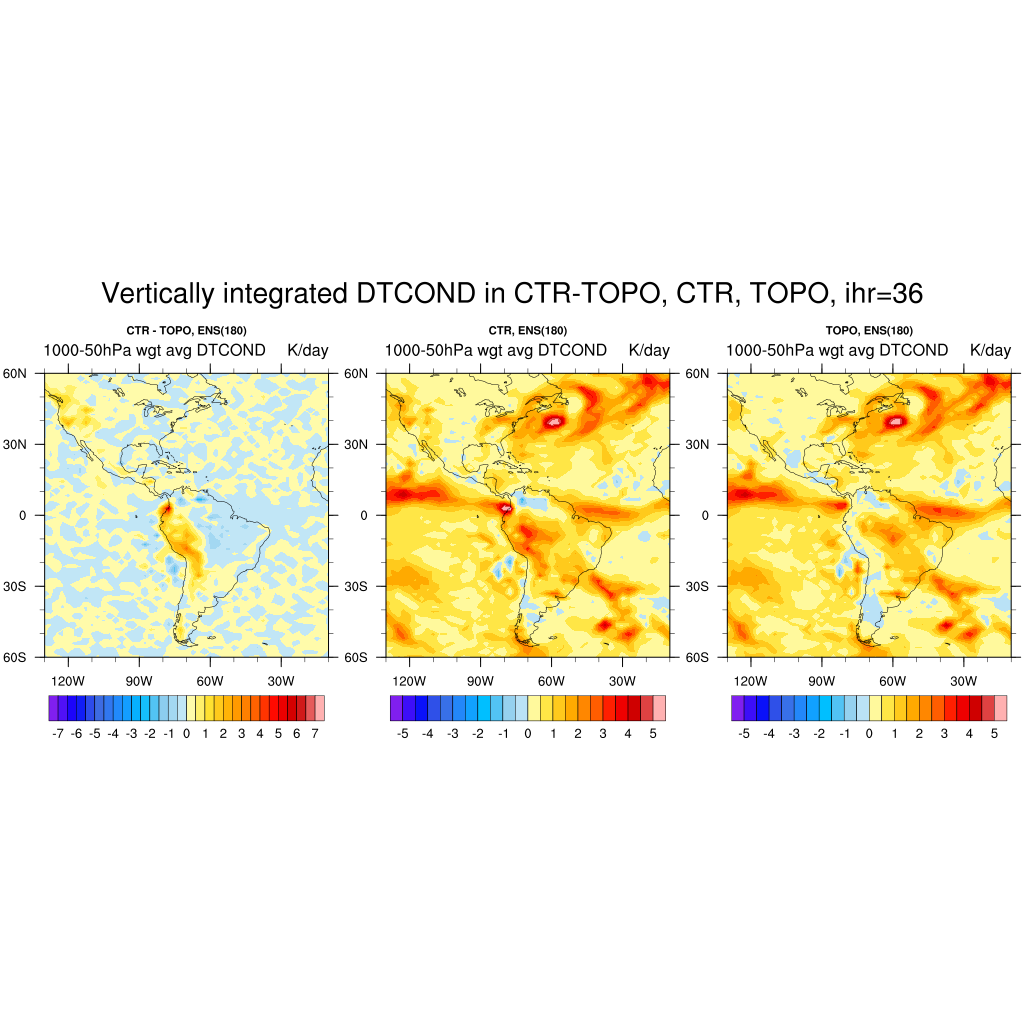 Vertically integrated DTCOND in CTR-TOPO, CTR, TOPO, ihr=36
CTR - TOPO, ENS(180)
1000-50hPa wgt avg DTCOND K/day
60N
30N
0
30S
60S
120W 90W 60W 30W
-7 -6 -5 -4 -3 -2 -1 0 1 2 3 4 5 6 7
CTR, ENS(180)
1000-50hPa wgt avg DTCOND K/day
60N
30N
0
30S
60S
120W 90W 60W 30W
-5 -4 -3 -2 -1 0 1 2 3 4 5
TOPO, ENS(180)
1000-50hPa wgt avg DTCOND K/day
60N
30N
0
30S
60S
120W 90W 60W 30W
-5 -4 -3 -2 -1 0 1 2 3 4 5